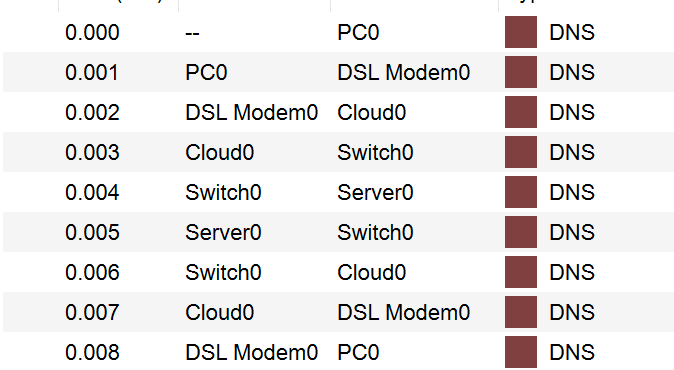 0.000 -- PC0 DNS
0.001 PC0 DSL Modem0 DNS
0.002 DSL Modem0 Cloud0 DNS
0.003 Cloud0 Switch0 DNS
0.004 Switch0 Server0 DNS
0.005 Server0 Switch0 DNS
0.006 Switch0 Cloud0 DNS
0.007 Cloud0 DSL Modem0 DNS
0.008 DSL Modem0 PC0 DNS